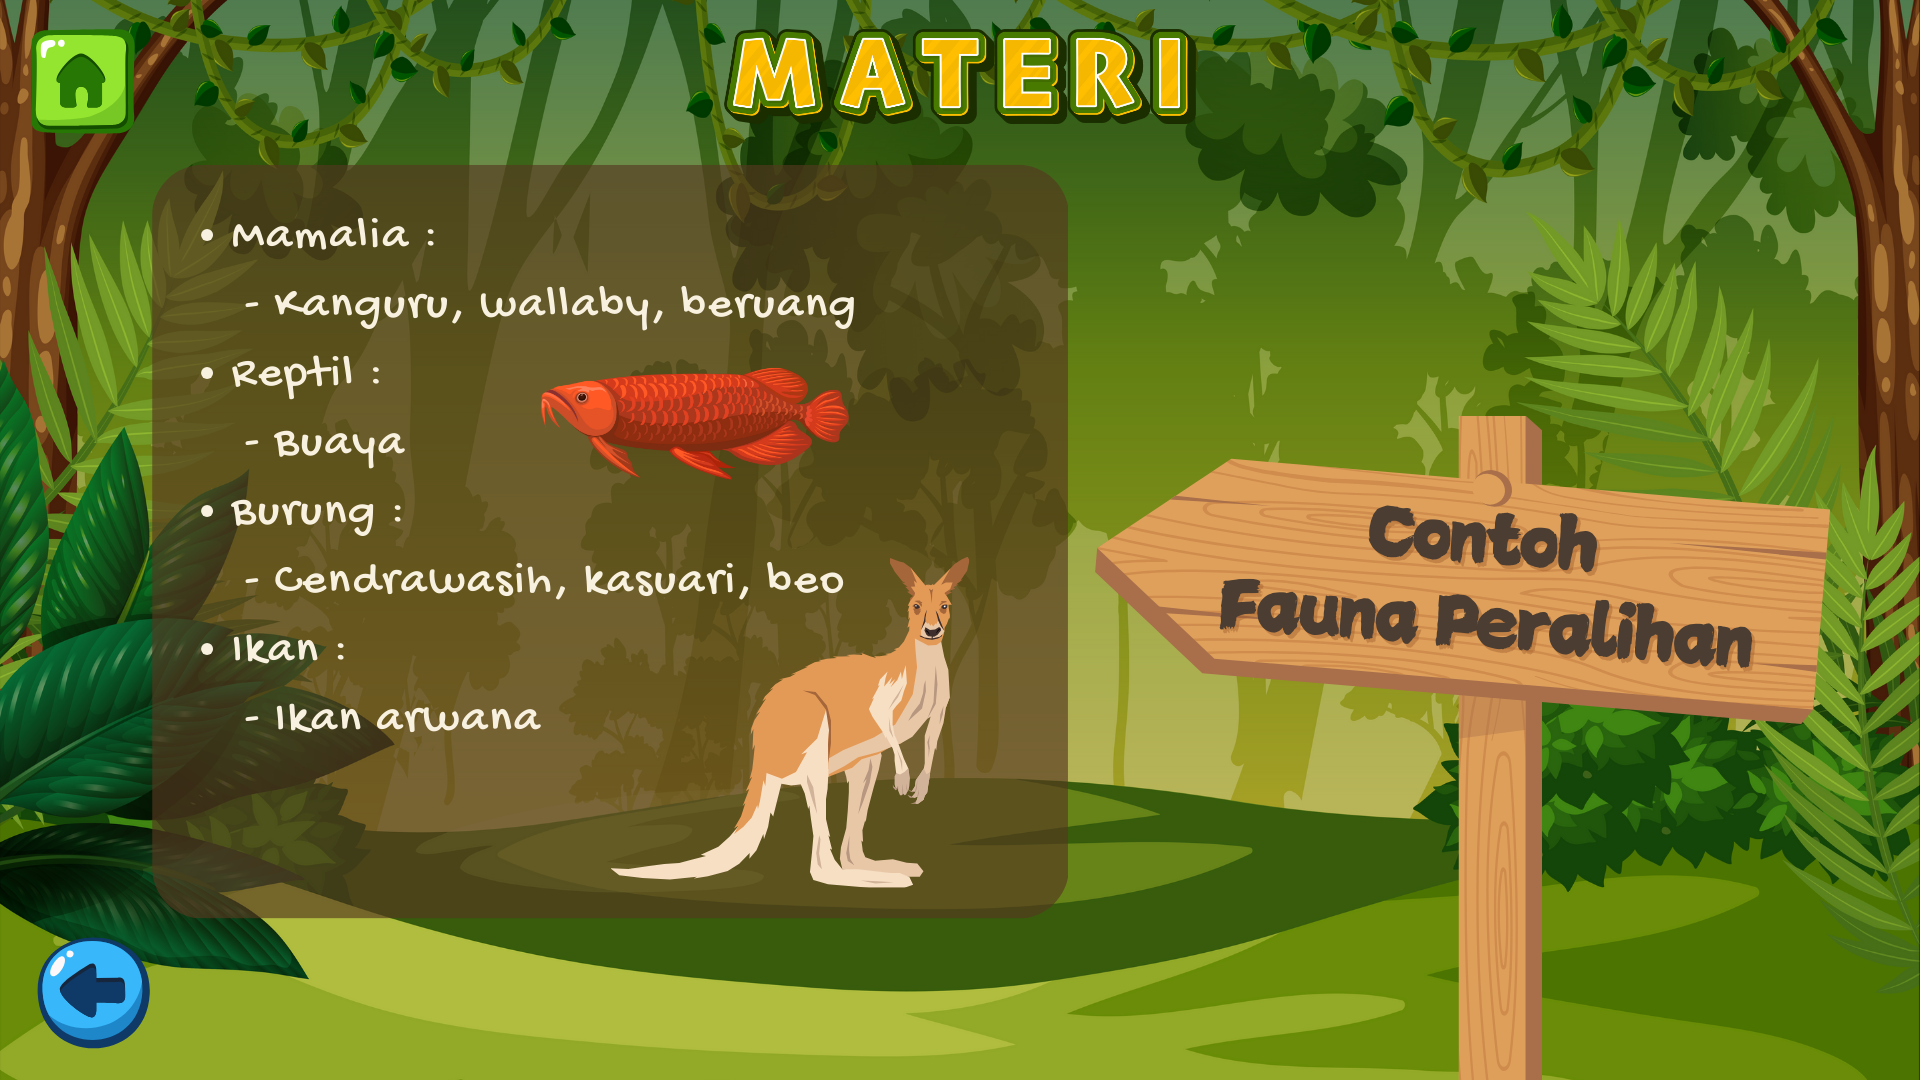 MATERI
• Mamalia :
- Kanguru, wallaby, beruang
• Reptil :
- Buaya
• Burung :
- Cendrawasih, kasuari, beo
• Ikan :
- Ikan arwana
Contoh
Fauna Peralihan